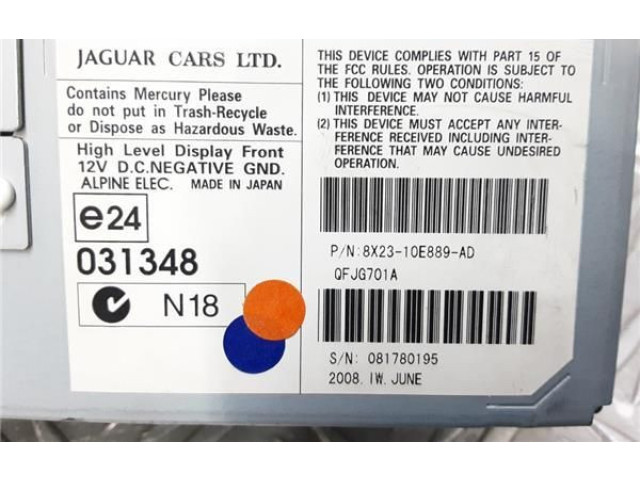 JAGUAR CARS LTD.
Contains Mercury Please
do not put in Trash-Recycle
or Dispose as Hazardous Waste.
High Level Display Front
12V D.C.NEGATIVE GND.
ALPINE ELEC. MADE IN JAPAN
e24
031348
N18
THIS DEVICE COMPLIES WITH PART 15 OF
THE FCC RULES. OPERATION IS SUBJECT TO
THE FOLLOWING TWO CONDITIONS:
(1) THIS DEVICE MAY NOT CAUSE HARMFUL
INTERFERENCE.
(2) THIS DEVICE MUST ACCEPT ANY INTER-
FERENCE RECEIVED INCLUDING INTER-
FERENCE THAT MAY CAUSE UNDESIRED
OPERATION.
P/N:8X23-10E889-AD
QFJG701A
S/N: 081780195
2008. IW. JUNE